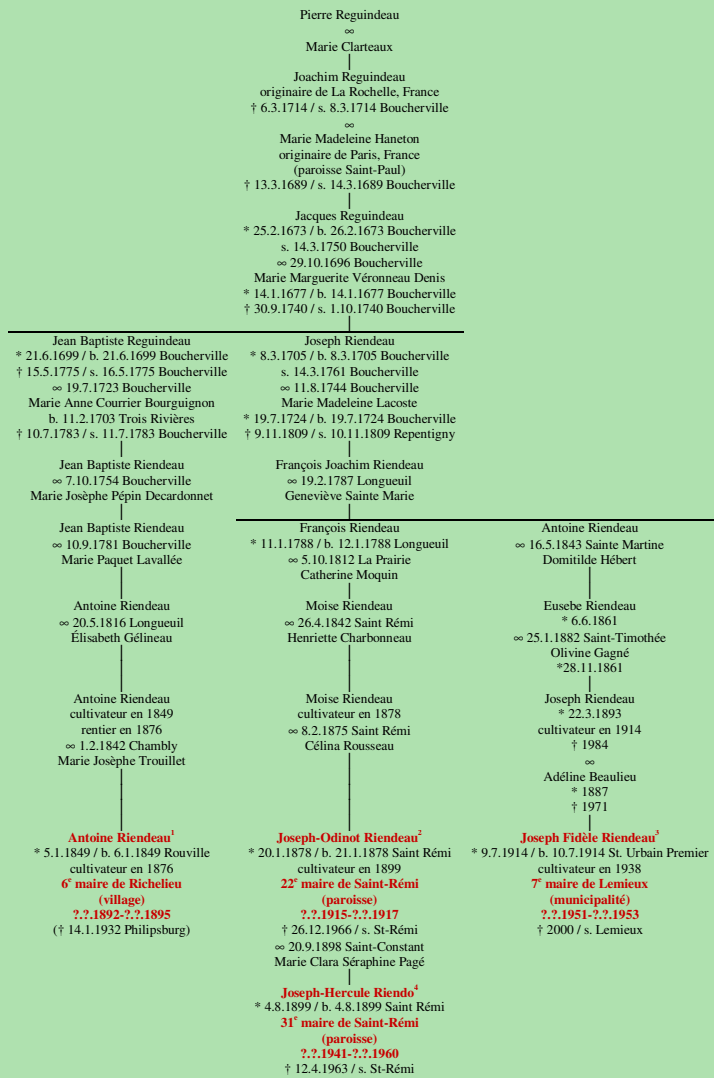 Pierre Reguindeau
∞
Marie Clarteaux
Joachim Reguindeau
originaire de La Rochelle, France
† 6.3.1714 / s. 8.3.1714 Boucherville
∞
Marie Madeleine Haneton
originaire de Paris, France
(paroisse Saint-Paul)
† 13.3.1689 / s. 14.3.1689 Boucherville
Jacques Reguindeau
* 25.2.1673 / b. 26.2.1673 Boucherville
s. 14.3.1750 Boucherville
∞ 29.10.1696 Boucherville
Marie Marguerite Véronneau Denis
* 14.1.1677 / b. 14.1.1677 Boucherville
† 30.9.1740 / s. 1.10.1740 Boucherville
Jean Baptiste Reguindeau
* 21.6.1699 / b. 21.6.1699 Boucherville
† 15.5.1775 / s. 16.5.1775 Boucherville
∞ 19.7.1723 Boucherville
Marie Anne Courrier Bourguignon
b. 11.2.1703 Trois Rivières
† 10.7.1783 / s. 11.7.1783 Boucherville
Jean Baptiste Riendeau
∞ 7.10.1754 Boucherville
Marie Josèphe Pépin Decardonnet
Jean Baptiste Riendeau
∞ 10.9.1781 Boucherville
Marie Paquet Lavallée
Antoine Riendeau
∞ 20.5.1816 Longueuil
Élisabeth Gélineau
Antoine Riendeau
cultivateur en 1849
rentier en 1876
∞ 1.2.1842 Chambly
Marie Josèphe Trouillet
Antoine Riendeau¹
* 5.1.1849 / b. 6.1.1849 Rouville
cultivateur en 1876
6ᵉ maire de Richelieu
(village)
?.?.1892-?.?.1895
(† 14.1.1932 Philipsburg)
Joseph Riendeau
* 8.3.1705 / b. 8.3.1705 Boucherville
s. 14.3.1761 Boucherville
∞ 11.8.1744 Boucherville
Marie Madeleine Lacoste
* 19.7.1724 / b. 19.7.1724 Boucherville
† 9.11.1809 / s. 10.11.1809 Repentigny
François Joachim Riendeau
∞ 19.2.1787 Longueuil
Geneviève Sainte Marie
François Riendeau
* 11.1.1788 / b. 12.1.1788 Longueuil
∞ 5.10.1812 La Prairie
Catherine Moquin
Moise Riendeau
∞ 26.4.1842 Saint Rémi
Henriette Charbonneau
Moise Riendeau
cultivateur en 1878
∞ 8.2.1875 Saint Rémi
Célina Rousseau
Joseph-Odinot Riendeau²
* 20.1.1878 / b. 21.1.1878 Saint Rémi
cultivateur en 1899
22ᵉ maire de Saint-Rémi
(paroisse)
?.?.1915-?.?.1917
† 26.12.1966 / s. St-Rémi
∞ 20.9.1898 Saint-Constant
Marie Clara Séraphine Pagé
Joseph-Hercule Riendo⁴
* 4.8.1899 / b. 4.8.1899 Saint Rémi
31ᵉ maire de Saint-Rémi
(paroisse)
?.?.1941-?.?.1960
† 12.4.1963 / s. St-Rémi
Antoine Riendeau
∞ 16.5.1843 Sainte Martine
Domitilde Hébert
Eusebe Riendeau
* 6.6.1861
∞ 25.1.1882 Saint-Timothée
Olivine Gagné
*28.11.1861
Joseph Riendeau
* 22.3.1893
cultivateur en 1914
† 1984
∞
Adéline Beaulieu
* 1887
† 1971
Joseph Fidèle Riendeau³
* 9.7.1914 / b. 10.7.1914 St. Urbain Premier
cultivateur en 1938
7ᵉ maire de Lemieux
(municipalité)
?.?.1951-?.?.1953
† 2000 / s. Lemieux